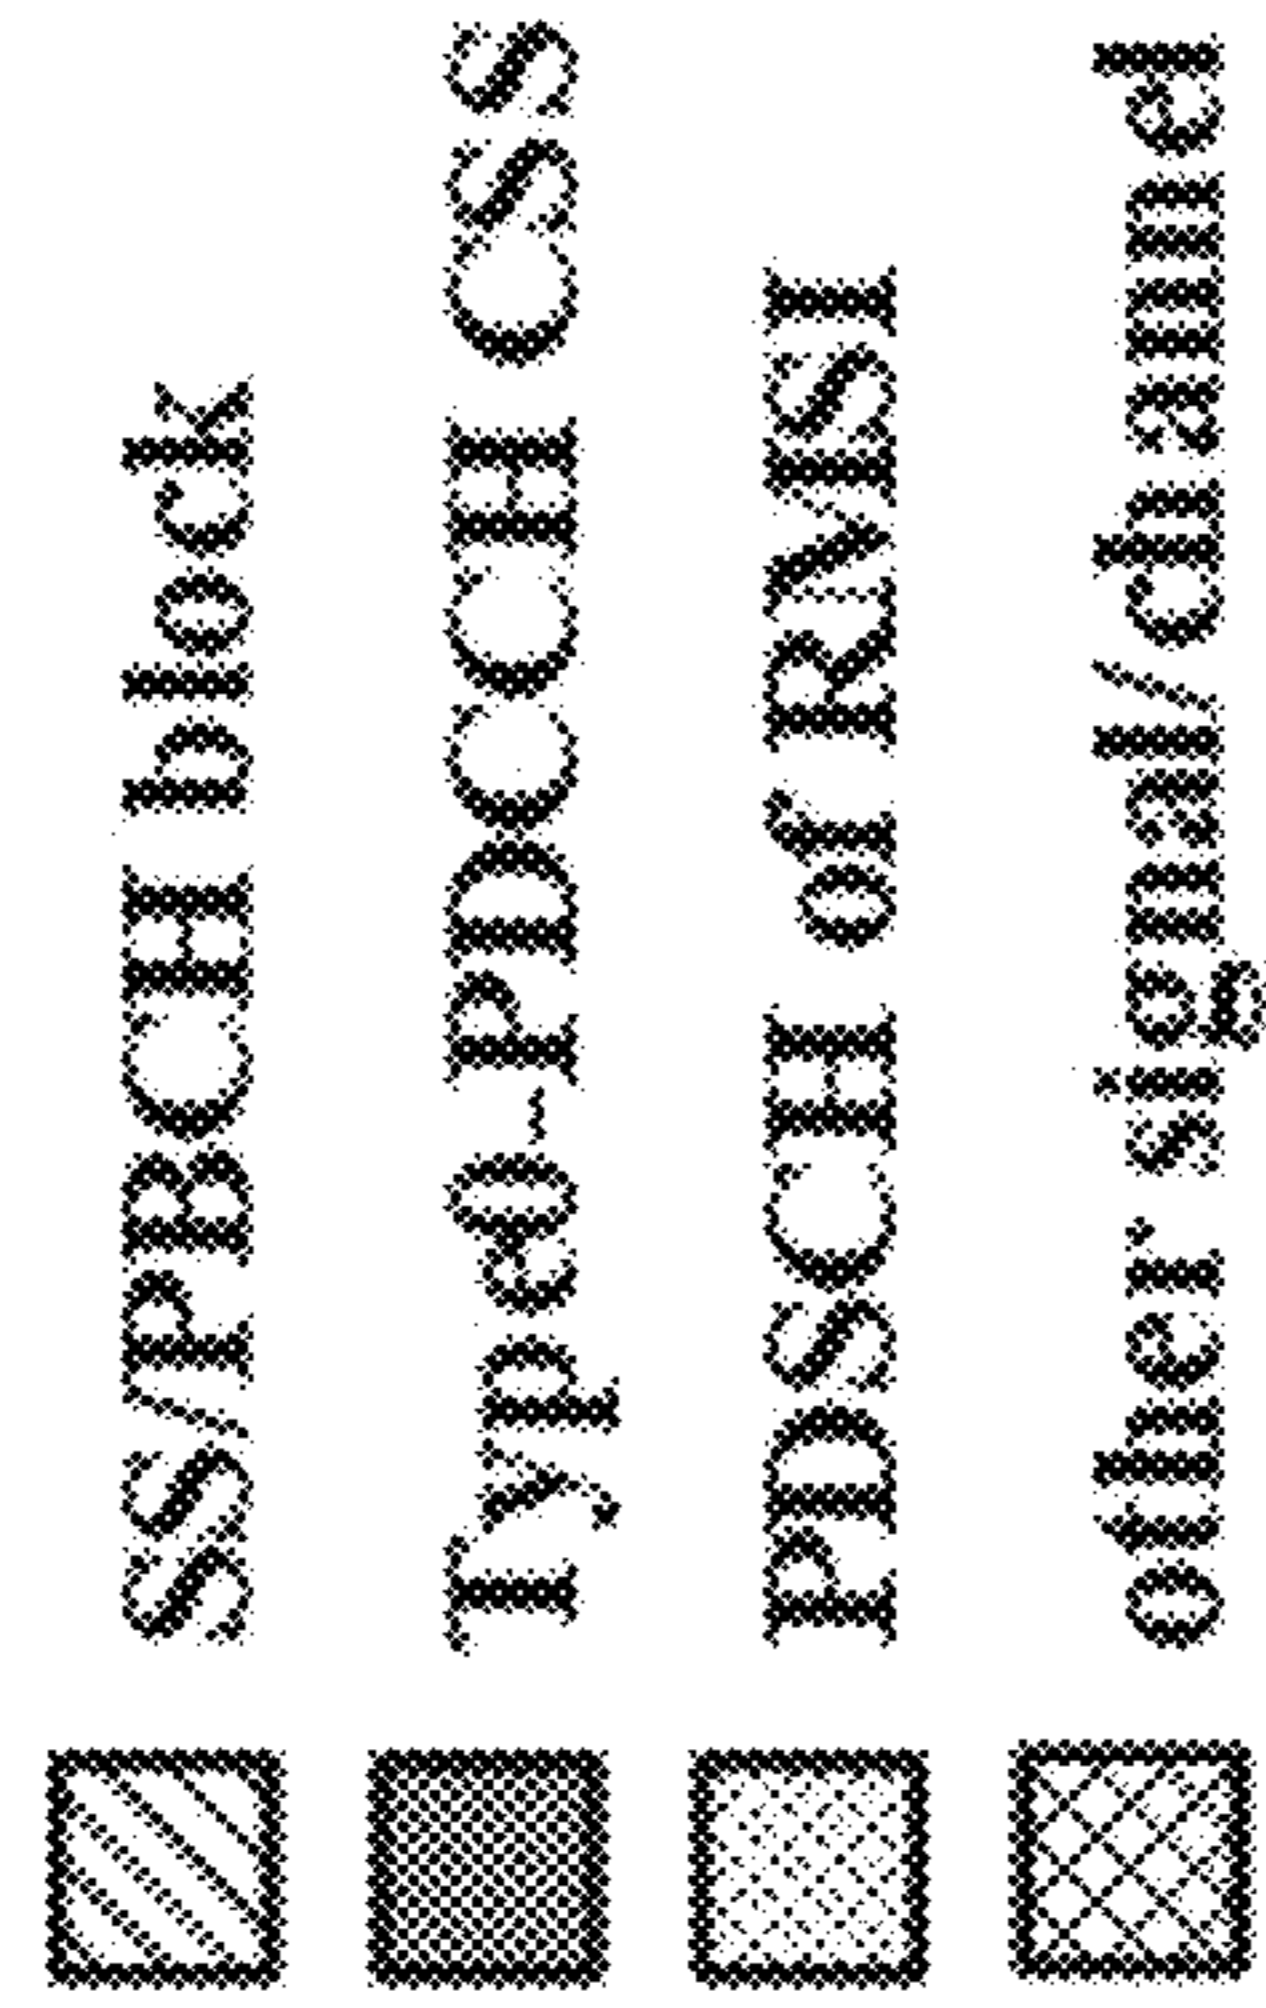 SS/PBCH block
Type0-PDCCH CSS
PDSCH of RMSI
other signal/channel